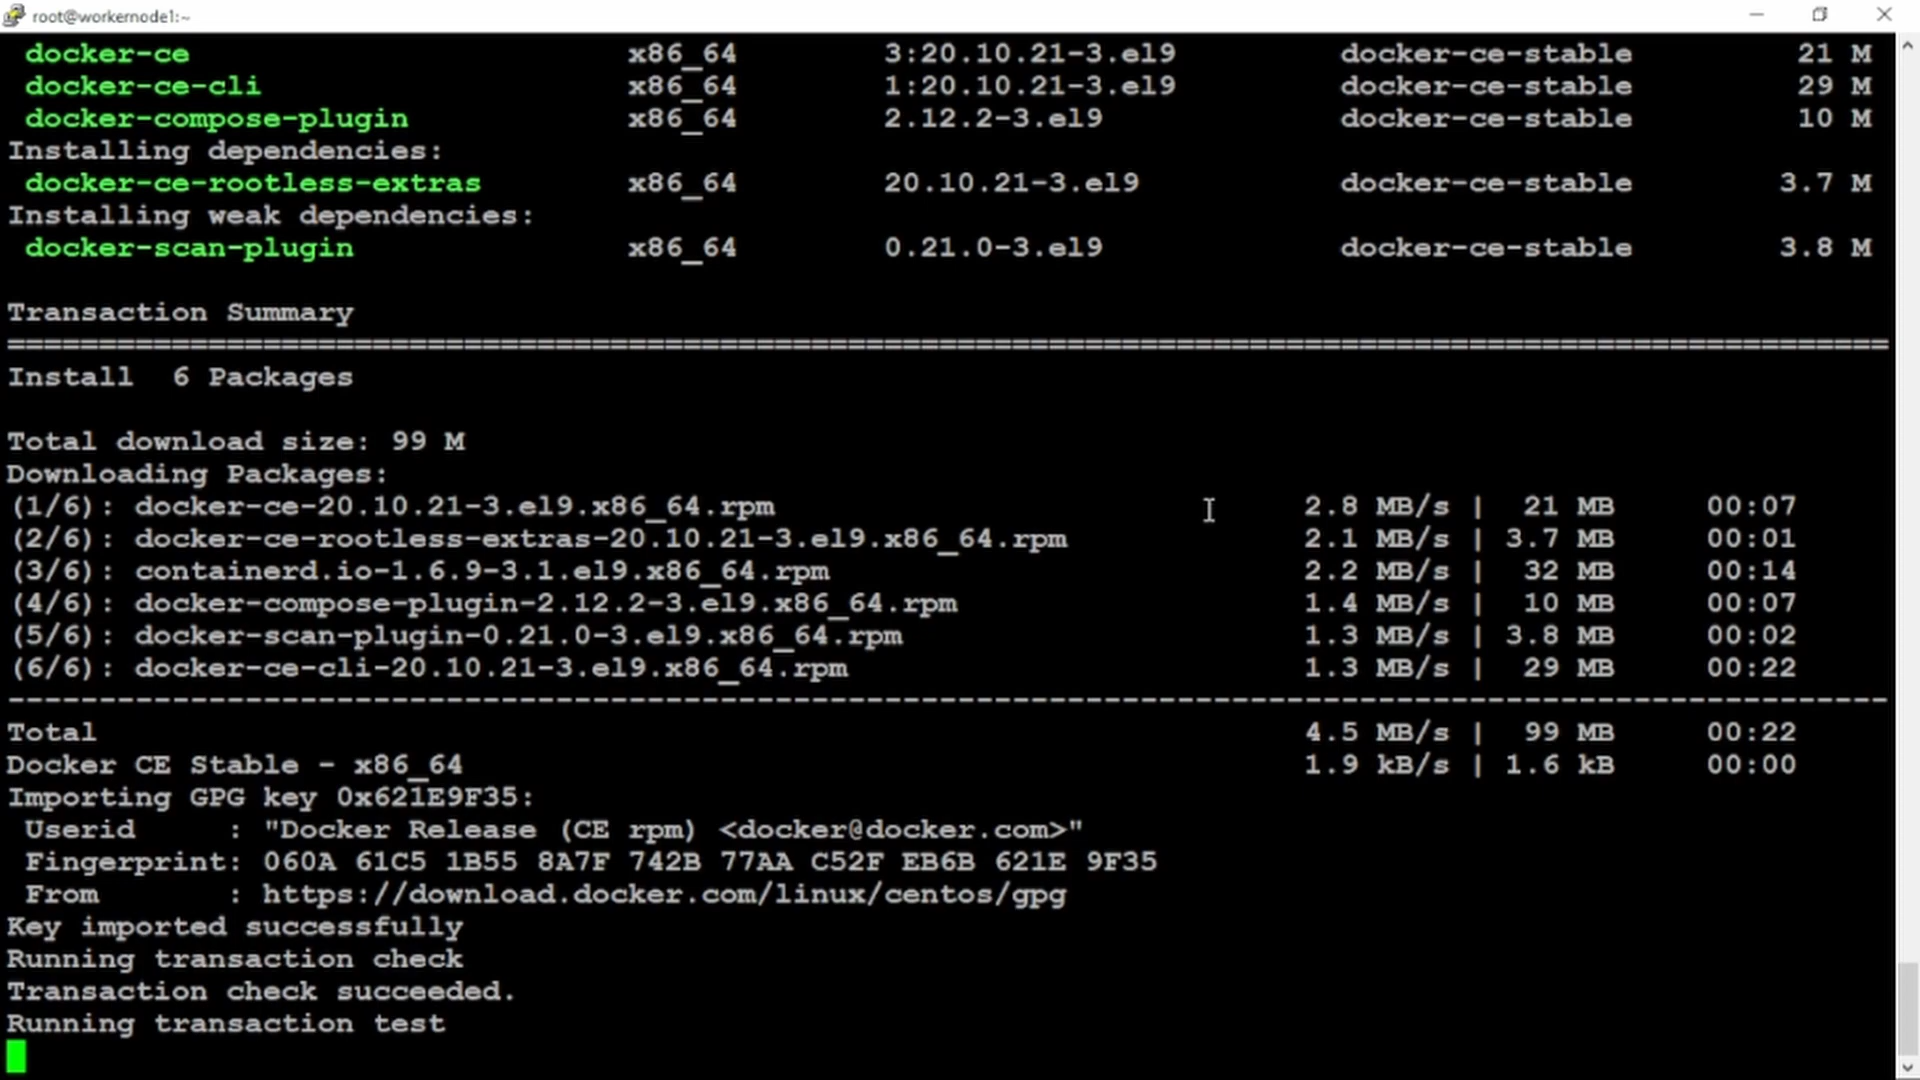 root@workernode1:~
docker-ce x86_64 3:20.10.21-3.el9 docker-ce-stable 21 M
docker-ce-cli x86_64 1:20.10.21-3.el9 docker-ce-stable 29 M
docker-compose-plugin x86_64 2.12.2-3.el9 docker-ce-stable 10 M
Installing dependencies:
docker-ce-rootless-extras x86_64 20.10.21-3.el9 docker-ce-stable 3.7 M
Installing weak dependencies:
docker-scan-plugin x86_64 0.21.0-3.el9 docker-ce-stable 3.8 M
Transaction Summary
================================================================================
Install 6 Packages
Total download size: 99 M
Downloading Packages:
(1/6): docker-ce-20.10.21-3.el9.x86_64.rpm 2.8 MB/s | 21 MB 00:07
(2/6): docker-ce-rootless-extras-20.10.21-3.el9.x86_64.rpm 2.1 MB/s | 3.7 MB 00:01
(3/6): containerd.io-1.6.9-3.1.el9.x86_64.rpm 2.2 MB/s | 32 MB 00:14
(4/6): docker-compose-plugin-2.12.2-3.el9.x86_64.rpm 1.4 MB/s | 10 MB 00:07
(5/6): docker-scan-plugin-0.21.0-3.el9.x86_64.rpm 1.3 MB/s | 3.8 MB 00:02
(6/6): docker-ce-cli-20.10.21-3.el9.x86_64.rpm 1.3 MB/s | 29 MB 00:22
--------------------------------------------------------------------------------
Total 4.5 MB/s | 99 MB 00:22
Docker CE Stable - x86_64 1.9 kB/s | 1.6 kB 00:00
Importing GPG key 0x621E9F35:
Userid : "Docker Release (CE rpm) <docker@docker.com>"
Fingerprint: 060A 61C5 1B55 8A7F 742B 77AA C52F EB6B 621E 9F35
From : https://download.docker.com/linux/centos/gpg
Key imported successfully
Running transaction check
Transaction check succeeded.
Running transaction test